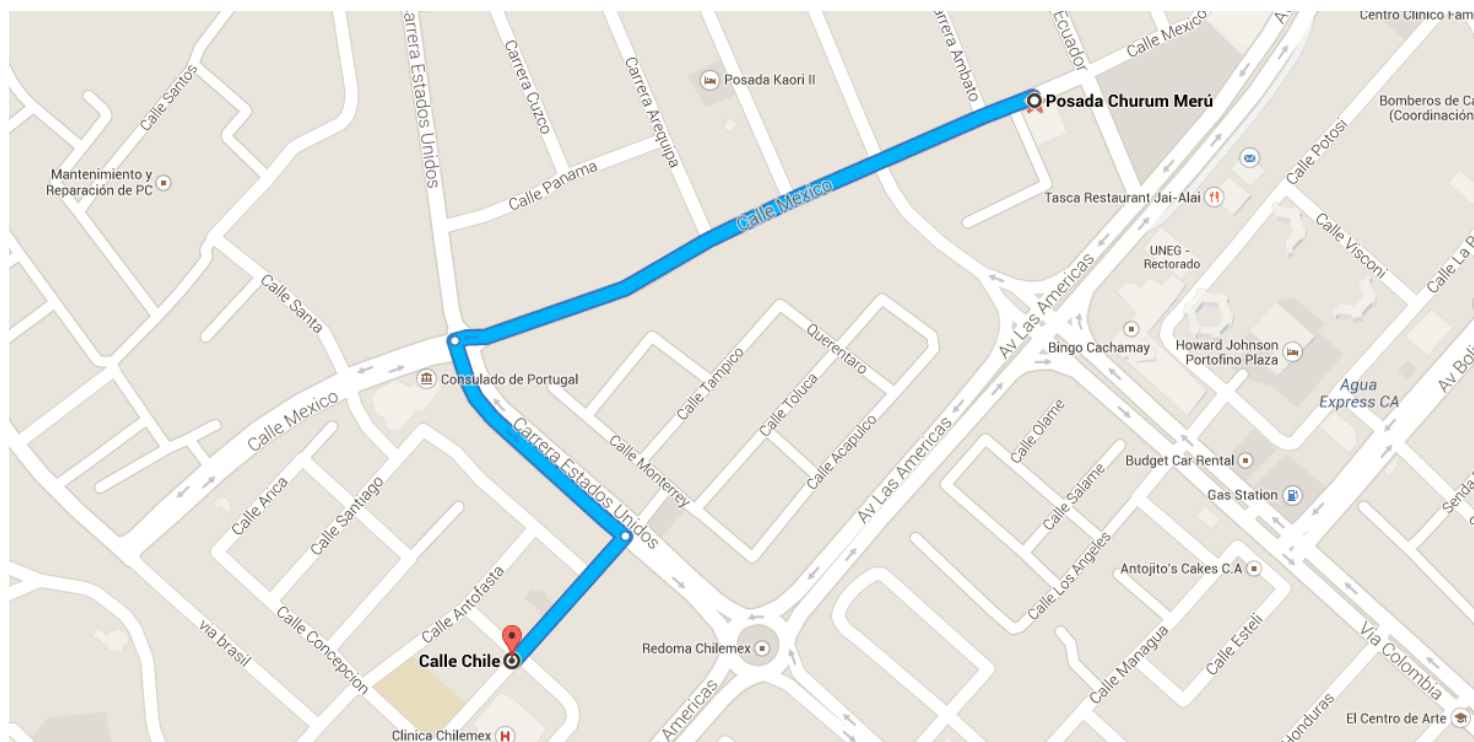 Centro Clínico Fam
Calle Mexico
Carrera Estados Unidos
Carrera Cuzco
Carrera Ambato
Ecuador
Av
Calle Santos
Posada Kaori II
Carrera Arequipa
Posada Churum Merú
Bomberos de Ca
(Coordinación
Calle Potosi
Mantenimiento y
Reparación de PC
Calle Panama
Calle Mexico
Tasca Restaurant Jai-Alai
UNEG -
Rectorado
Calle Visconi
Calle La P
Calle Santa
Av Las Americas
Querentaro
Bingo Cachamay
Howard Johnson
Portofino Plaza
Agua
Express CA
Av Boli
Consulado de Portugal
Calle Tampico
Calle Toluca
Calle Mexico
Carrera Estados Unidos
Calle Monterrey
Calle Acapulco
Calle Olame
Budget Car Rental
Calle Arica
Calle Santiago
Av Las Americas
Calle Salame
Gas Station
Senda
Calle Antofasta
Calle Los Angeles
Antojito's Cakes C.A
via brasil
Calle Concepcion
Calle Chile
Redoma Chilemex
Calle Managua
Calle Esteli
Via Colombia
Americas
Honduras
El Centro de Arte
Clinica Chilemex
H